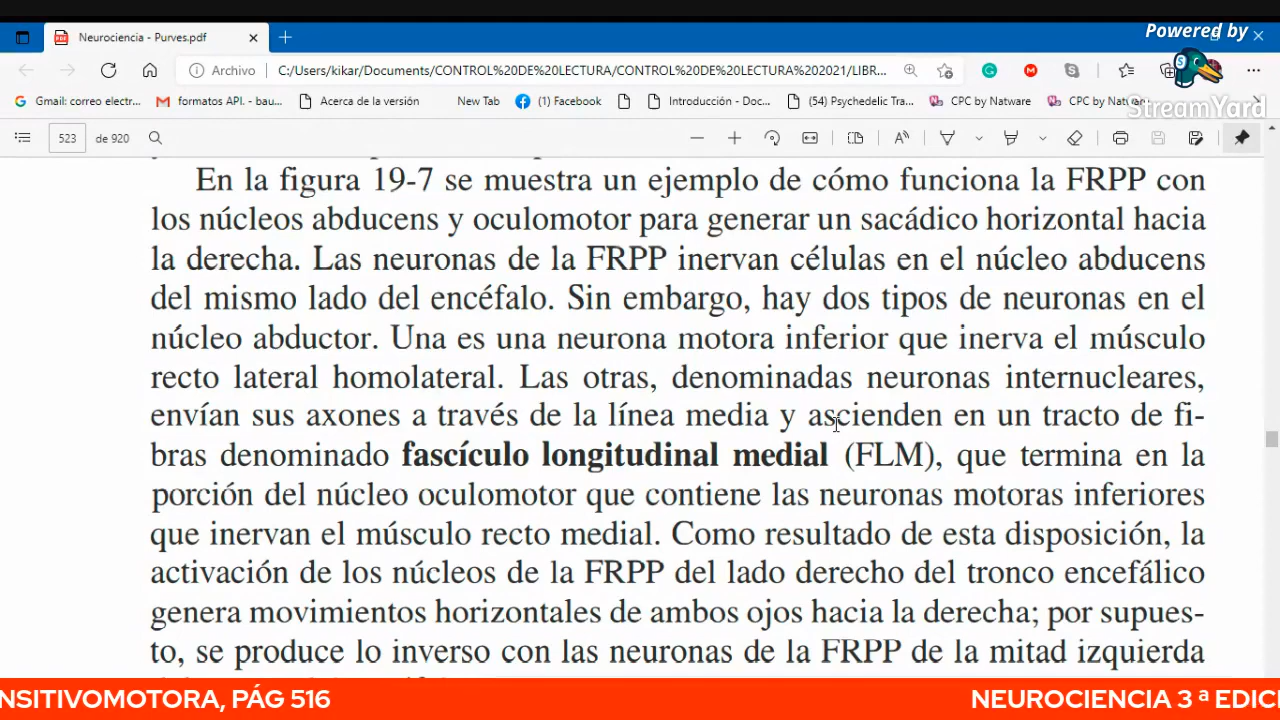 Powered by
Neurociencia - Purves.pdf
Archivo
C:/Users/kikar/Documents/CONTROL%20DE%20LECTURA/CONTROL%20DE%20LECTURA%202021/LIBR...
Gmail: correo electr...
formatos API. - bau...
Acerca de la versión
New Tab
(1) Facebook
Introducción - Doc...
(54) Psychedelic Tra...
CPC by Natware
CPC by Natware
StreamYard
523
de 920
En la figura 19-7 se muestra un ejemplo de cómo funciona la FRPP con
los núcleos abducens y oculomotor para generar un sacádico horizontal hacia
la derecha. Las neuronas de la FRPP inervan células en el núcleo abducens
del mismo lado del encéfalo. Sin embargo, hay dos tipos de neuronas en el
núcleo abductor. Una es una neurona motora inferior que inerva el músculo
recto lateral homolateral. Las otras, denominadas neuronas internucleares,
envían sus axones a través de la línea media y ascienden en un tracto de fi-
bras denominado fascículo longitudinal medial (FLM), que termina en la
porción del núcleo oculomotor que contiene las neuronas motoras inferiores
que inervan el músculo recto medial. Como resultado de esta disposición, la
activación de los núcleos de la FRPP del lado derecho del tronco encefálico
genera movimientos horizontales de ambos ojos hacia la derecha; por supues-
to, se produce lo inverso con las neuronas de la FRPP de la mitad izquierda
NSITIVOMOTORA, PÁG 516
NEUROCIENCIA 3 ª EDICI